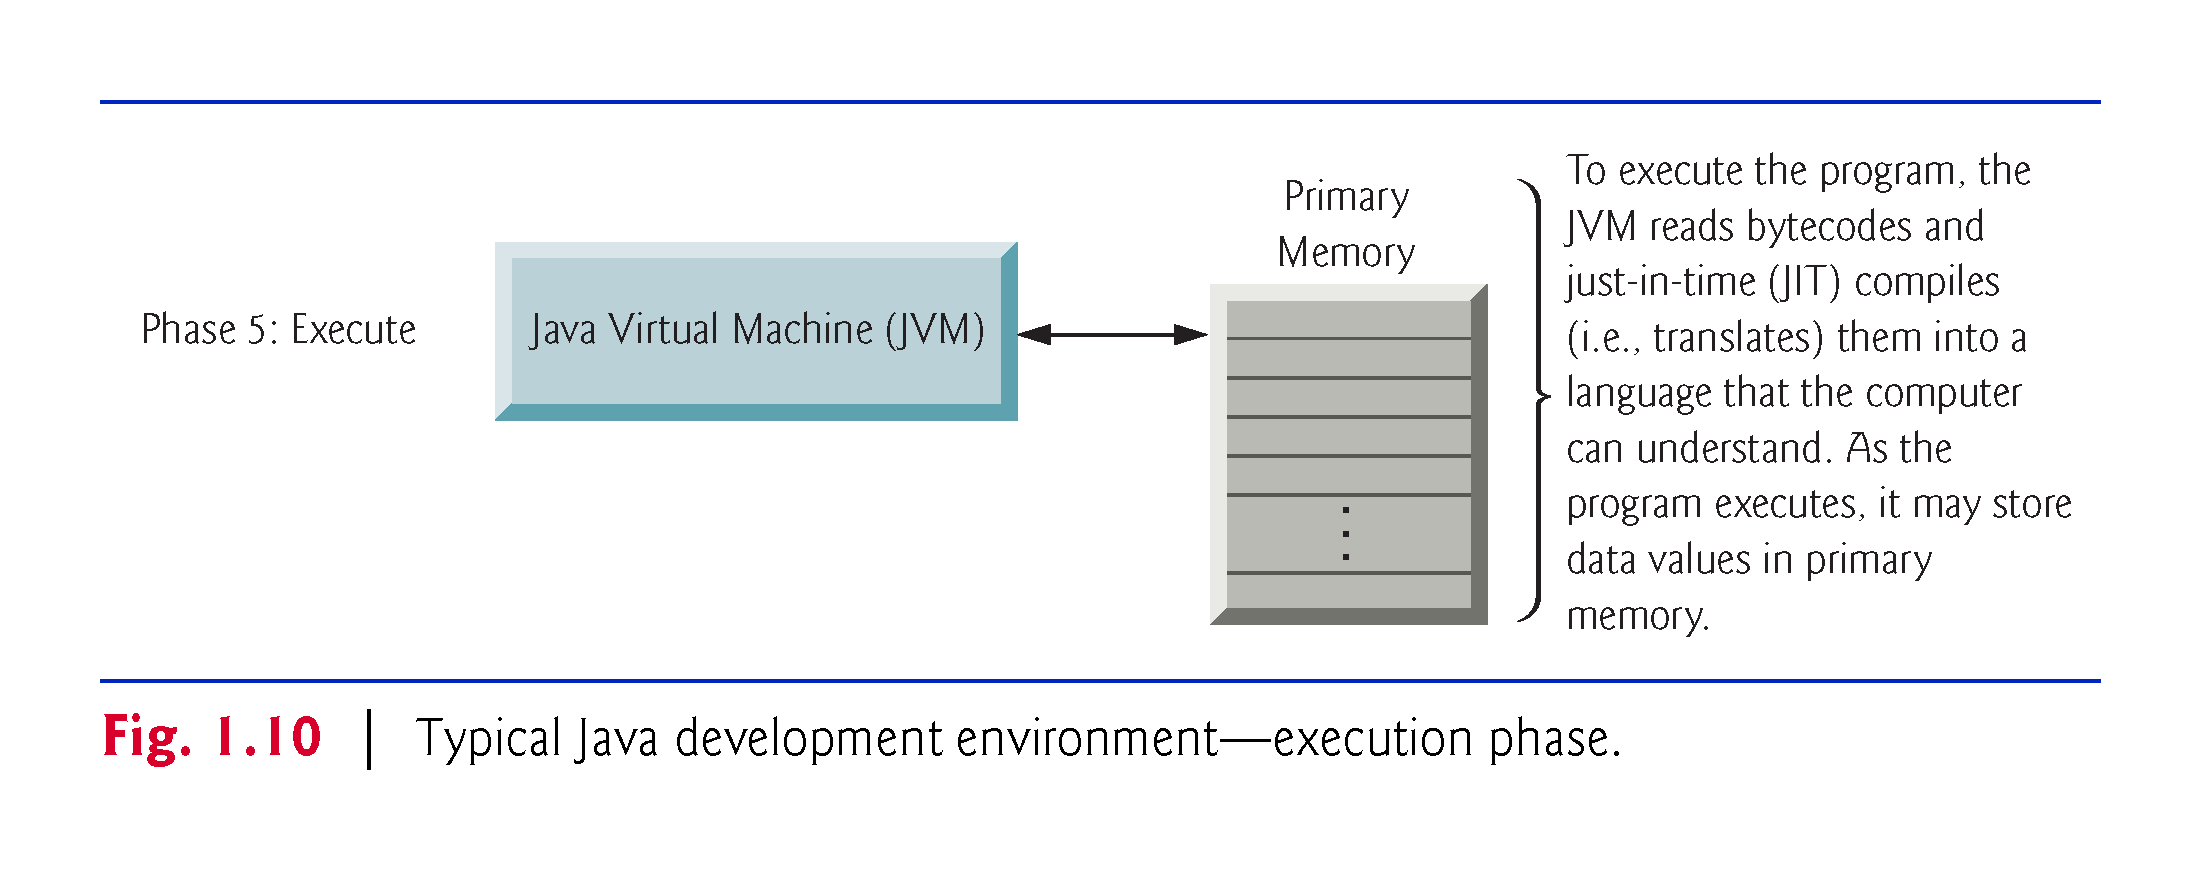 Phase 5: Execute
Java Virtual Machine (JVM)
Primary
Memory
To execute the program, the
JVM reads bytecodes and
just-in-time (JIT) compiles
(i.e., translates) them into a
language that the computer
can understand. As the
program executes, it may store
data values in primary
memory.
Fig. 1.10 | Typical Java development environment—execution phase.